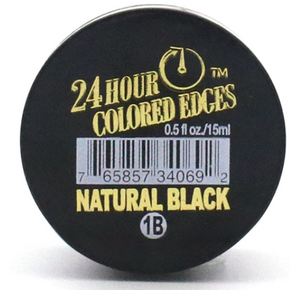 24 HOUR ™
COLORED EDGES
0.5 fl oz./15ml
7 65857 34069 2
NATURAL BLACK
1B